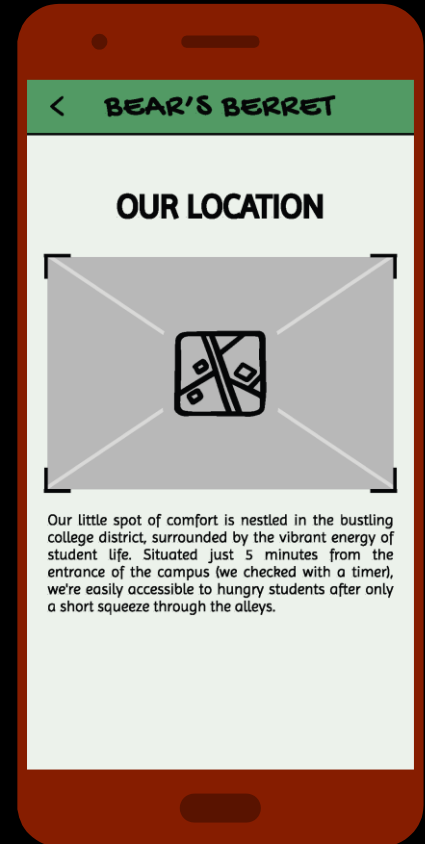 BEAR'S BERRET
OUR LOCATION
Our little spot of comfort is nestled in the bustling
college district, surrounded by the vibrant energy of
student life. Situated just 5 minutes from the
entrance of the campus (we checked with a timer),
we're easily accessible to hungry students after only
a short squeeze through the alleys.